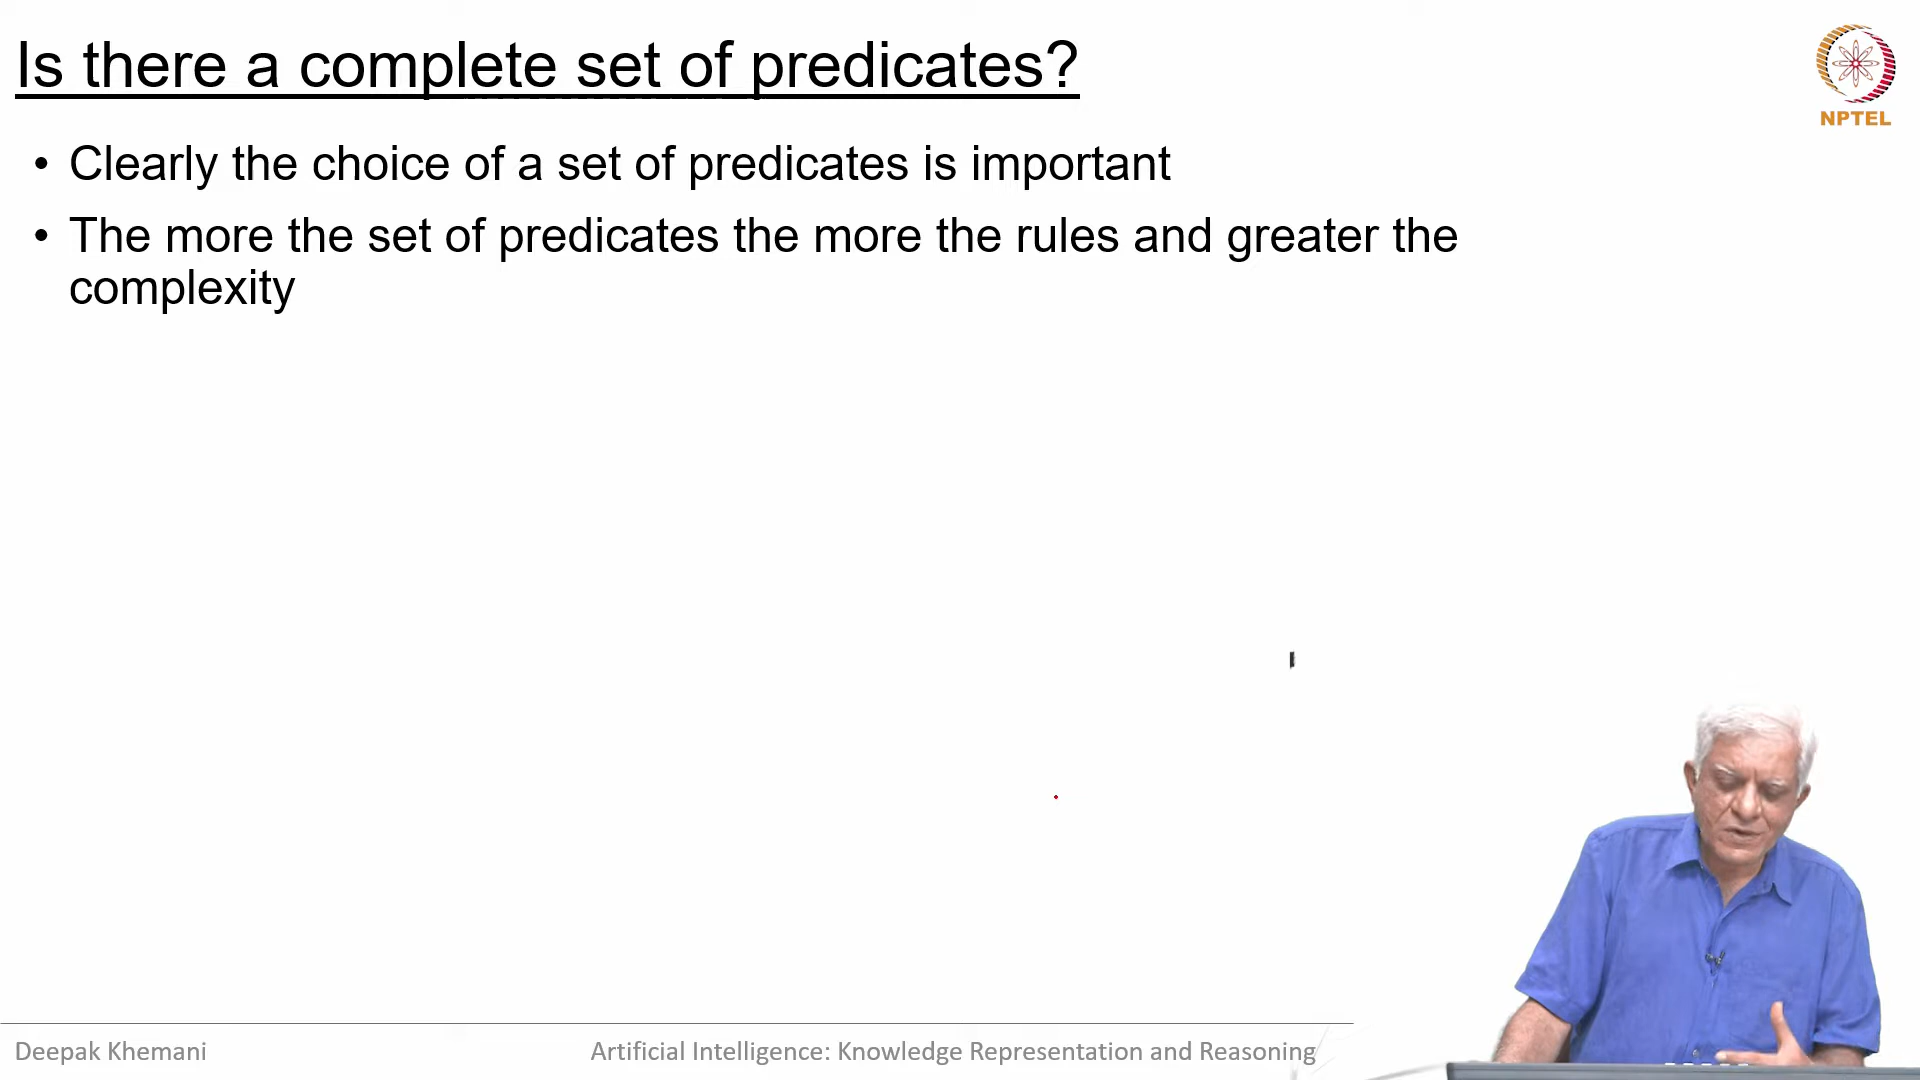 Is there a complete set of predicates?
NPTEL
• Clearly the choice of a set of predicates is important
• The more the set of predicates the more the rules and greater the
complexity
Deepak Khemani
Artificial Intelligence: Knowledge Representation and Reasoning